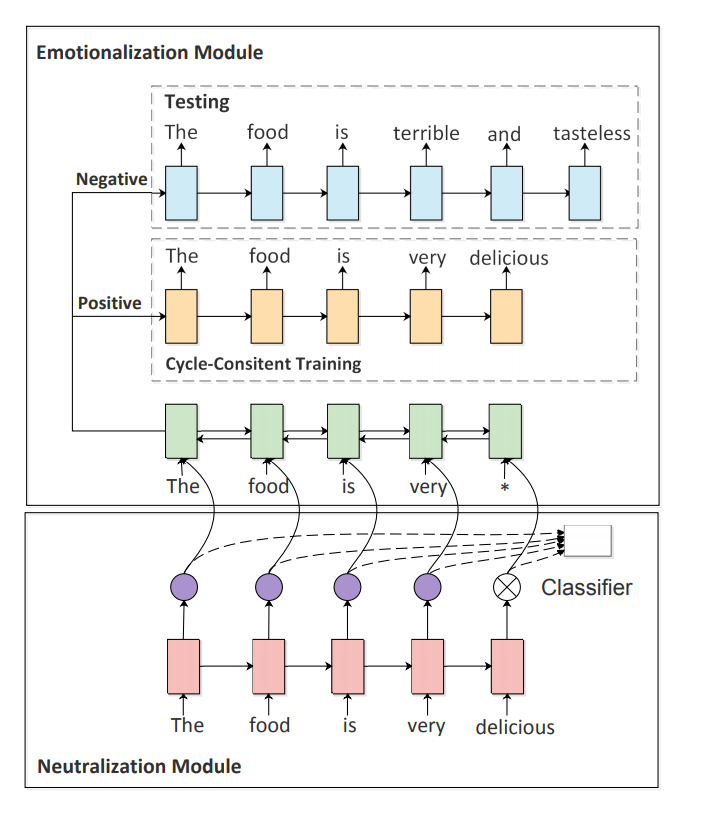 Emotionalization Module
Testing
The food is terrible and tasteless
Negative
The food is very delicious
Positive
Cycle-Consitent Training
The food is very *
Classifier
The food is very delicious
Neutralization Module